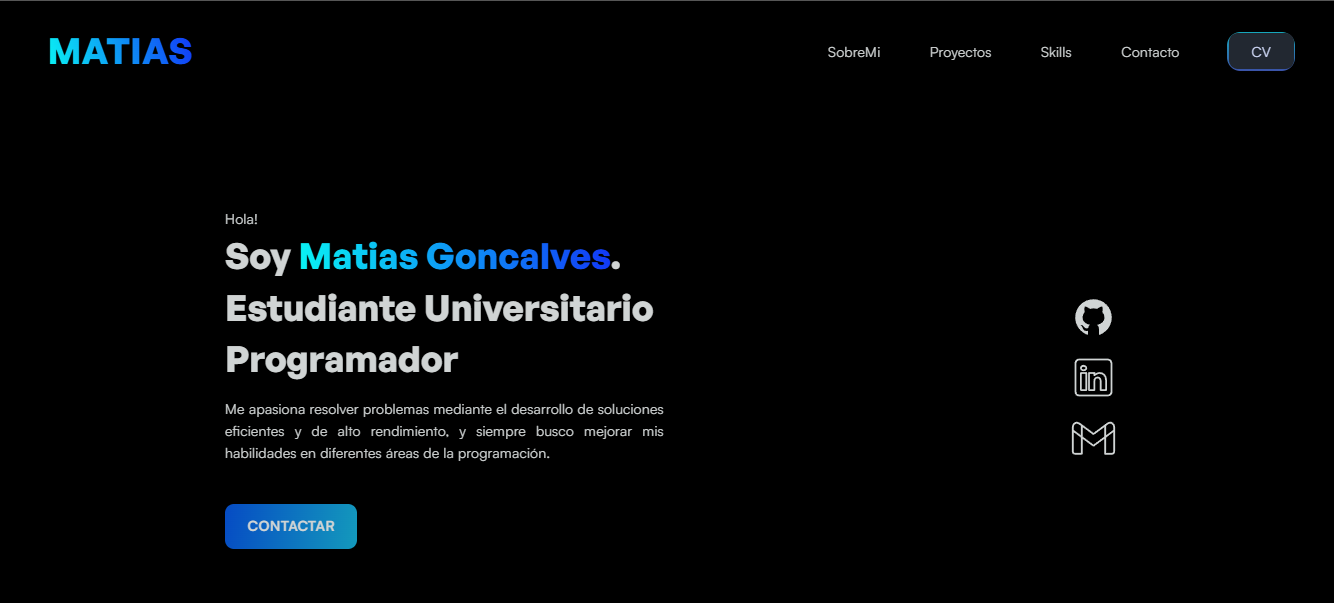 MATIAS
SobreMi
Proyectos
Skills
Contacto
CV
Hola!
Soy Matias Goncalves.
Estudiante Universitario
Programador
Me apasiona resolver problemas mediante el desarrollo de soluciones
eficientes y de alto rendimiento, y siempre busco mejorar mis
habilidades en diferentes áreas de la programación.
CONTACTAR
in